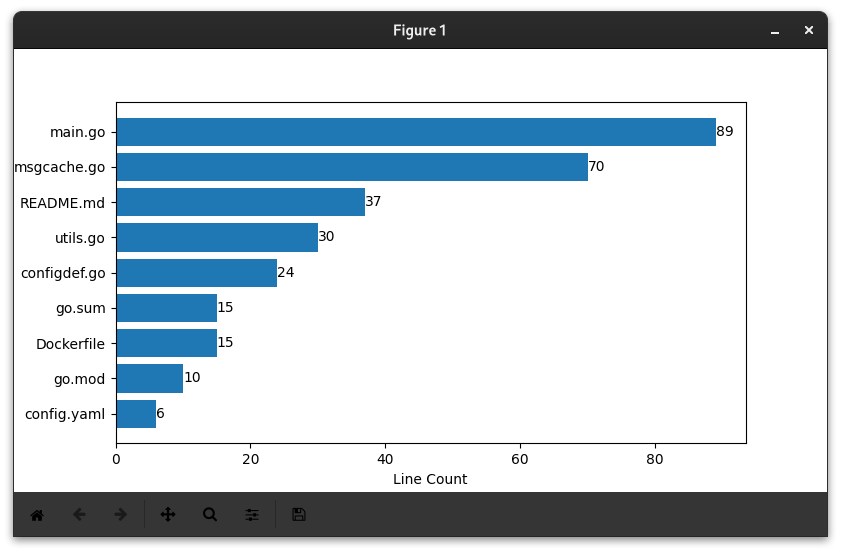 Figure 1
main.go 89
msgcache.go 70
README.md 37
utils.go 30
configdef.go 24
go.sum 15
Dockerfile 15
go.mod 10
config.yaml 6
0 20 40 60 80
Line Count